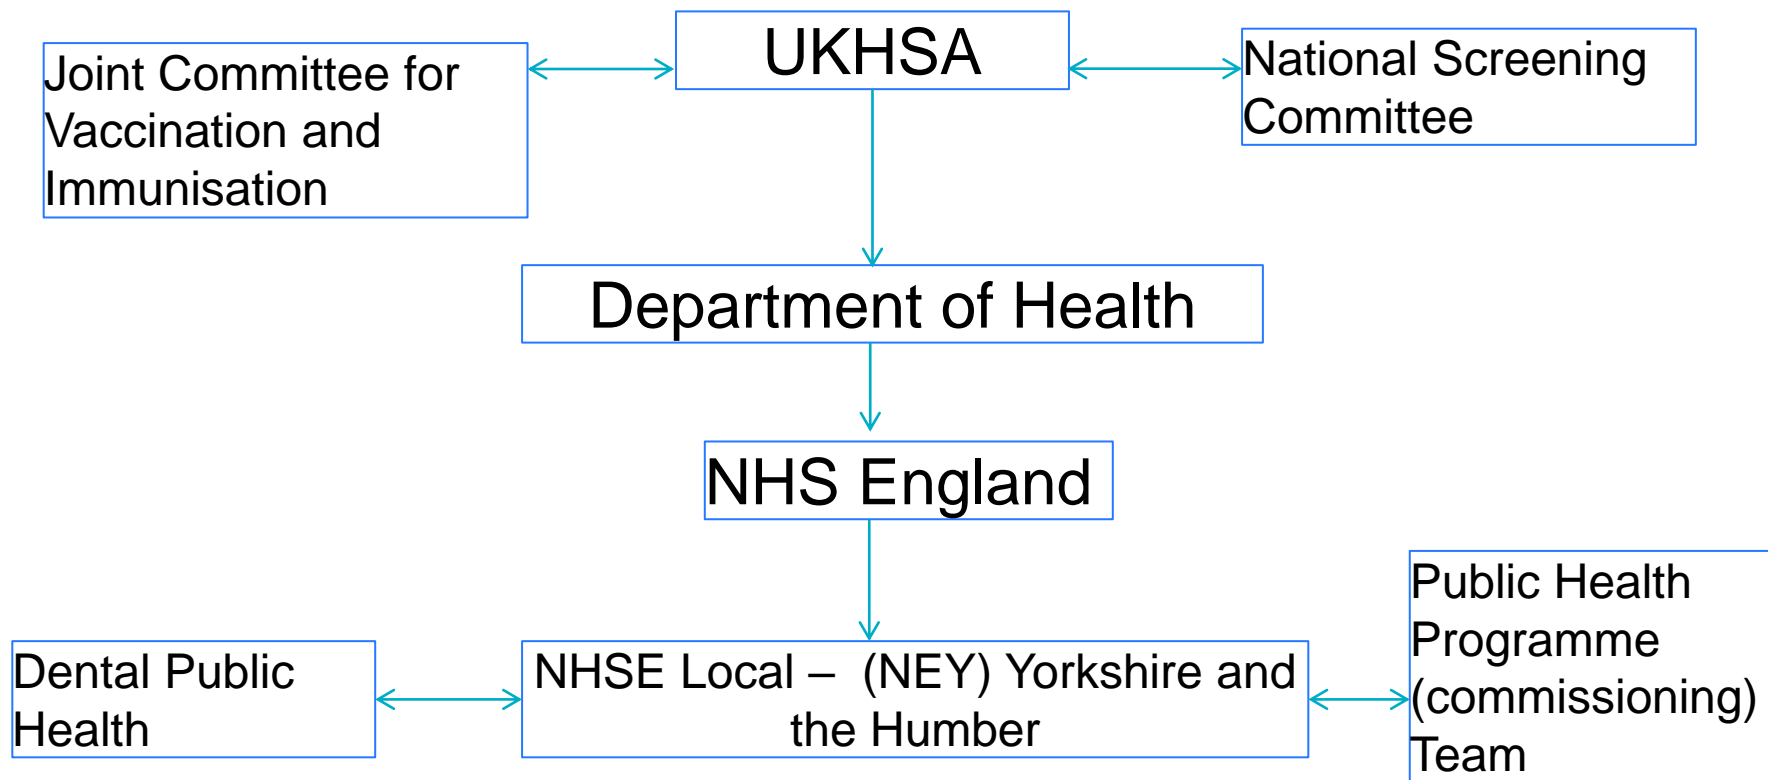 UKHSA
Joint Committee for
Vaccination and
Immunisation
National Screening
Committee
Department of Health
NHS England
Dental Public
Health
NHSE Local –  (NEY) Yorkshire and
the Humber
Public Health
Programme
(commissioning)
Team